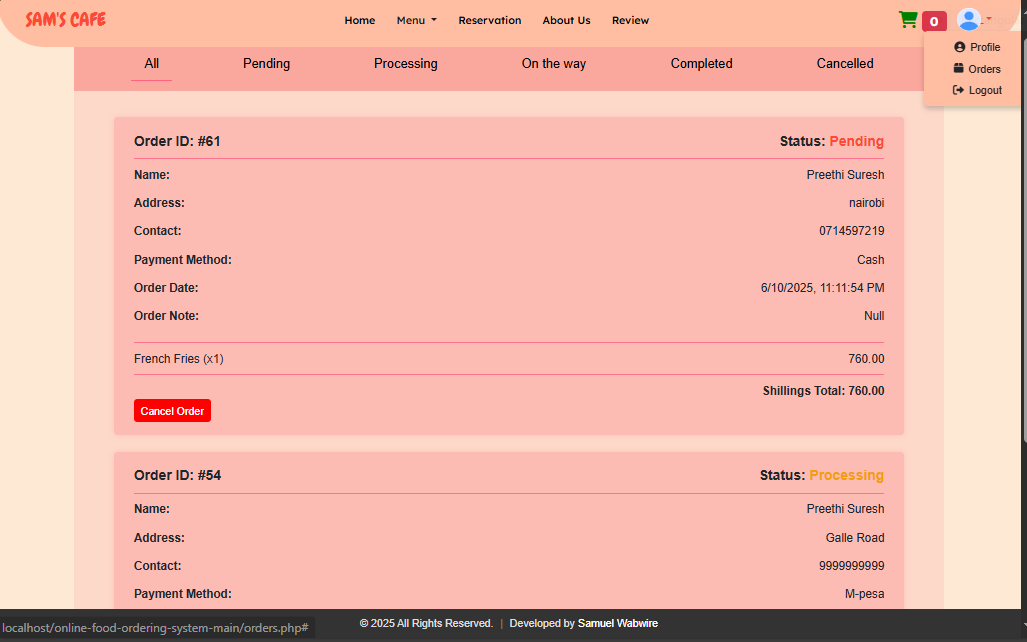 SAM'S CAFE
Home Menu Reservation About Us Review
0
Profile
Orders
Logout
All Pending Processing On the way Completed Cancelled
Order ID: #61 Status: Pending
Name: Preethi Suresh
Address: nairobi
Contact: 0714597219
Payment Method: Cash
Order Date: 6/10/2025, 11:11:54 PM
Order Note: Null
French Fries (x1) 760.00
Shillings Total: 760.00
Cancel Order
Order ID: #54 Status: Processing
Name: Preethi Suresh
Address: Galle Road
Contact: 9999999999
Payment Method: M-pesa
© 2025 All Rights Reserved. | Developed by Samuel Wabwire
localhost/online-food-ordering-system-main/orders.php#